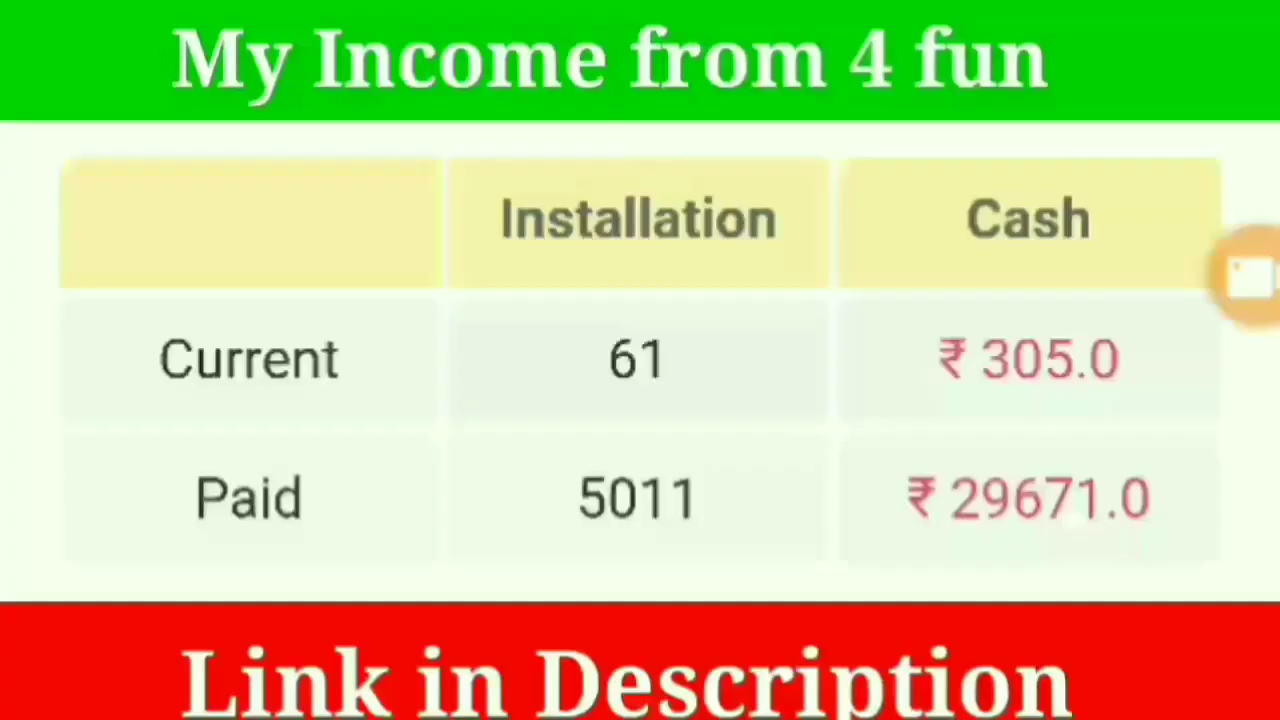 My Income from 4 fun
Installation Cash
Current 61 ₹ 305.0
Paid 5011 ₹ 29671.0
Link in Description